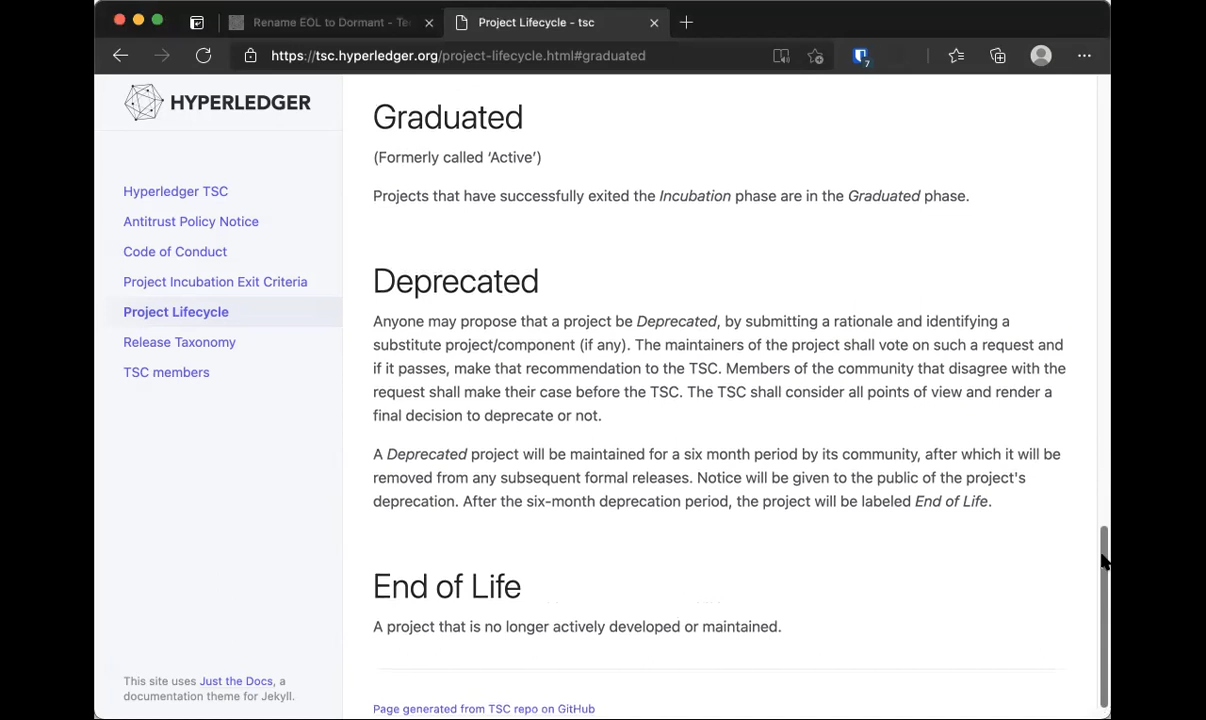 Rename EOL to Dormant - Te
Project Lifecycle - tsc
https://tsc.hyperledger.org/project-lifecycle.html#graduated
7
HYPERLEDGER
Hyperledger TSC
Antitrust Policy Notice
Code of Conduct
Project Incubation Exit Criteria
Project Lifecycle
Release Taxonomy
TSC members
This site uses Just the Docs, a
documentation theme for Jekyll.
Graduated
(Formerly called ‘Active’)
Projects that have successfully exited the Incubation phase are in the Graduated phase.
Deprecated
Anyone may propose that a project be Deprecated, by submitting a rationale and identifying a
substitute project/component (if any). The maintainers of the project shall vote on such a request and
if it passes, make that recommendation to the TSC. Members of the community that disagree with the
request shall make their case before the TSC. The TSC shall consider all points of view and render a
final decision to deprecate or not.
A Deprecated project will be maintained for a six month period by its community, after which it will be
removed from any subsequent formal releases. Notice will be given to the public of the project's
deprecation. After the six-month deprecation period, the project will be labeled End of Life.
End of Life
A project that is no longer actively developed or maintained.
Page generated from TSC repo on GitHub